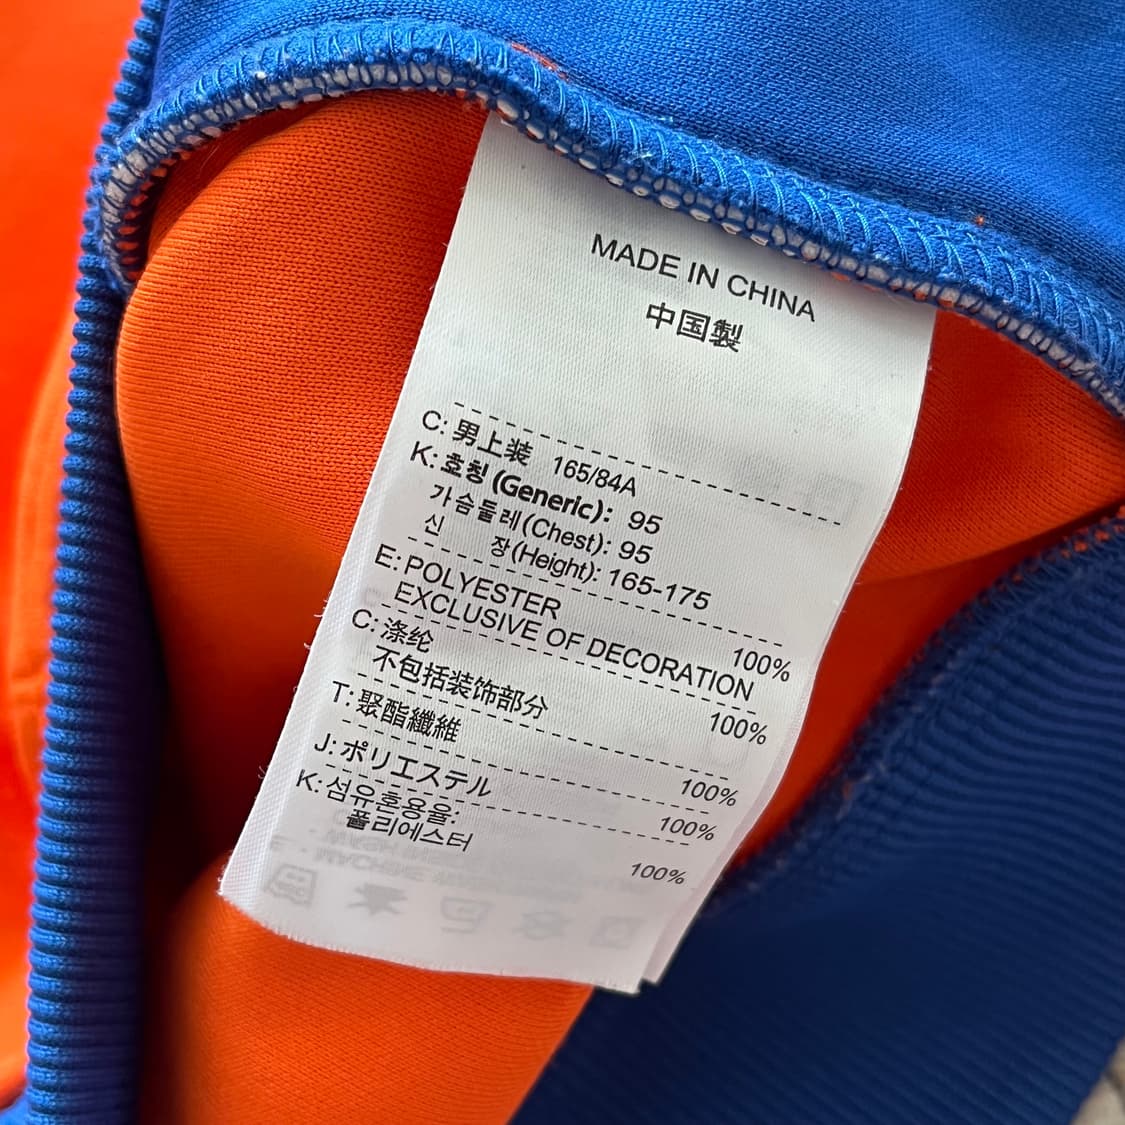 MADE IN CHINA
中国製
C: 男上装 165/84A
K: 호칭 (Generic): 95
가슴둘레(Chest): 95
신 장(Height): 165-175
E: POLYESTER 100%
EXCLUSIVE OF DECORATION
C: 涤纶 100%
不包括装饰部分
T: 聚酯纖維 100%
J: ポリエステル 100%
K: 섬유혼용율:
폴리에스터 100%